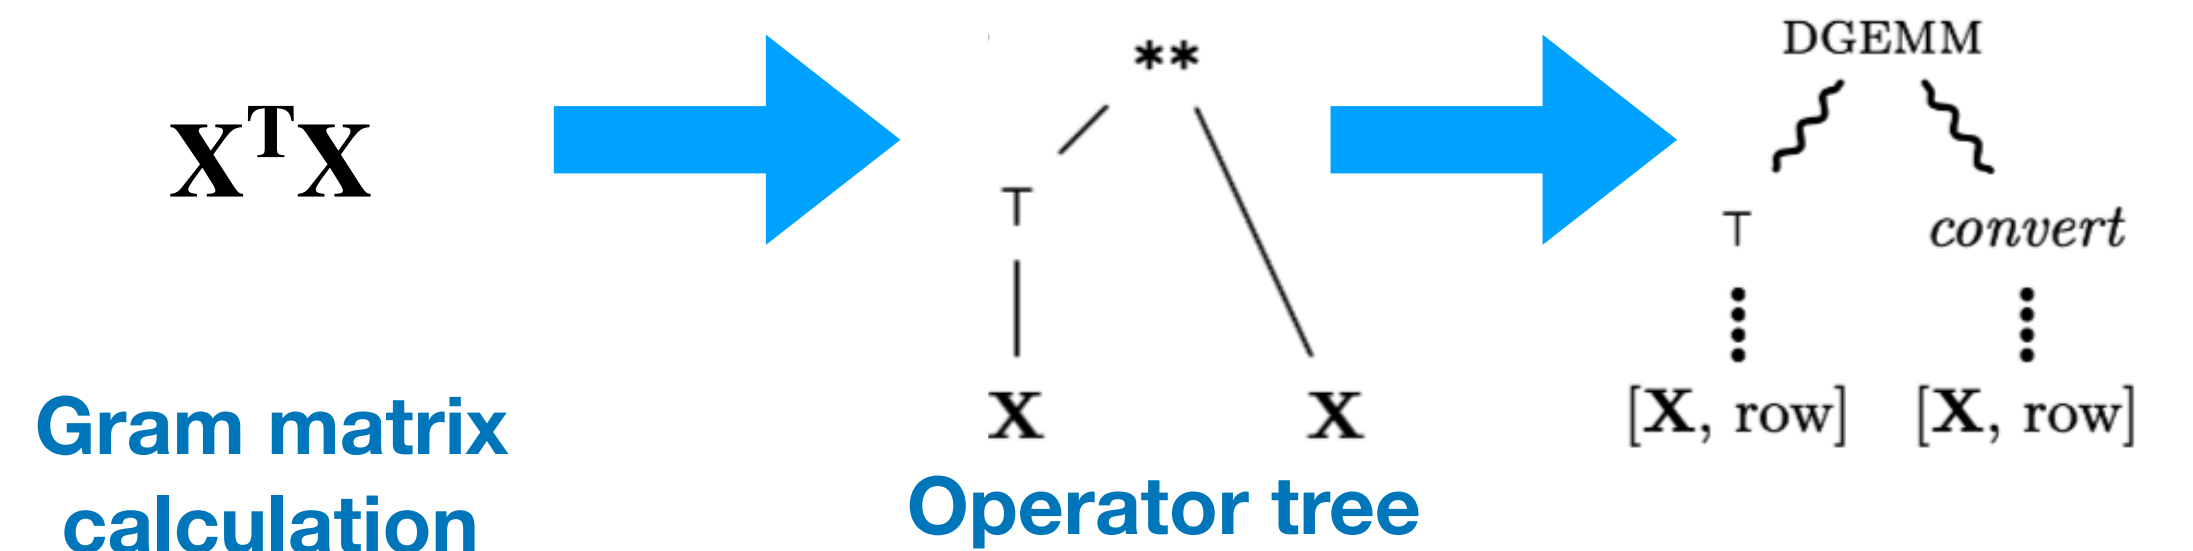 XᵀX
Gram matrix
calculation
**
⊤
X X
Operator tree
DGEMM
⊤ convert
[X, row] [X, row]